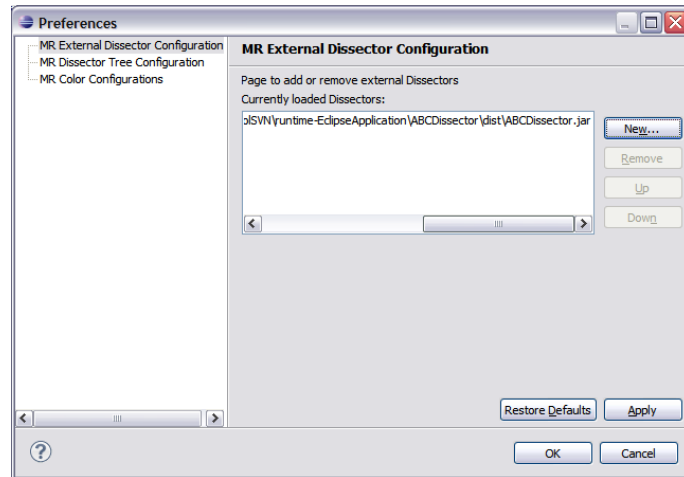 Preferences
MR External Dissector Configuration
MR Dissector Tree Configuration
MR Color Configurations
MR External Dissector Configuration
Page to add or remove external Dissectors
Currently loaded Dissectors:
olSVN\runtime-EclipseApplication\ABCDissector\dist\ABCDissector.jar
New...
Remove
Up
Down
Restore Defaults
Apply
?
OK
Cancel